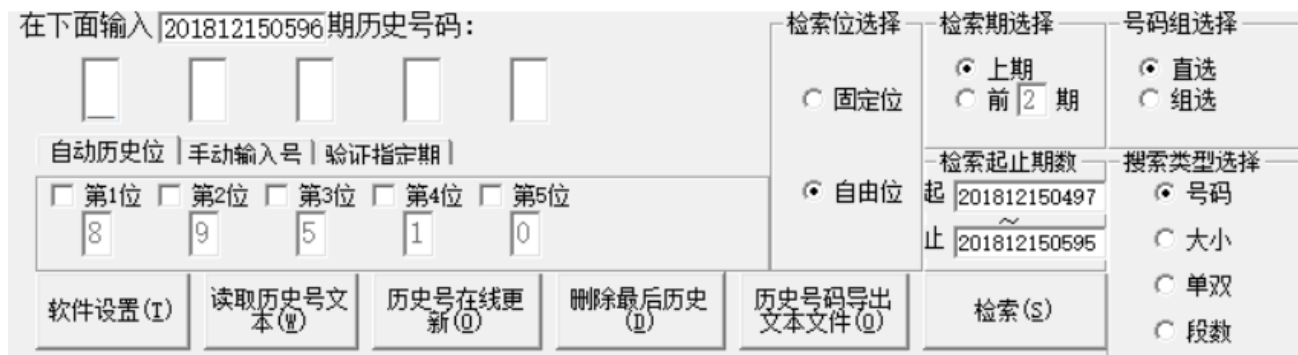 在下面输入 201812150596 期历史号码:
自动历史位 手动输入号 验证指定期
第1位 第2位 第3位 第4位 第5位
8 9 5 1 0
检索位选择
固定位
自由位
检索期选择
上期
前 2 期
号码组选择
直选
组选
检索起止期数
起 201812150497
~
止 201812150595
搜索类型选择
号码
大小
单双
段数
软件设置(T)
读取历史号文
本(W)
历史号在线更
新(O)
删除最后历史
(D)
历史号码导出
文本文件(O)
检索(S)